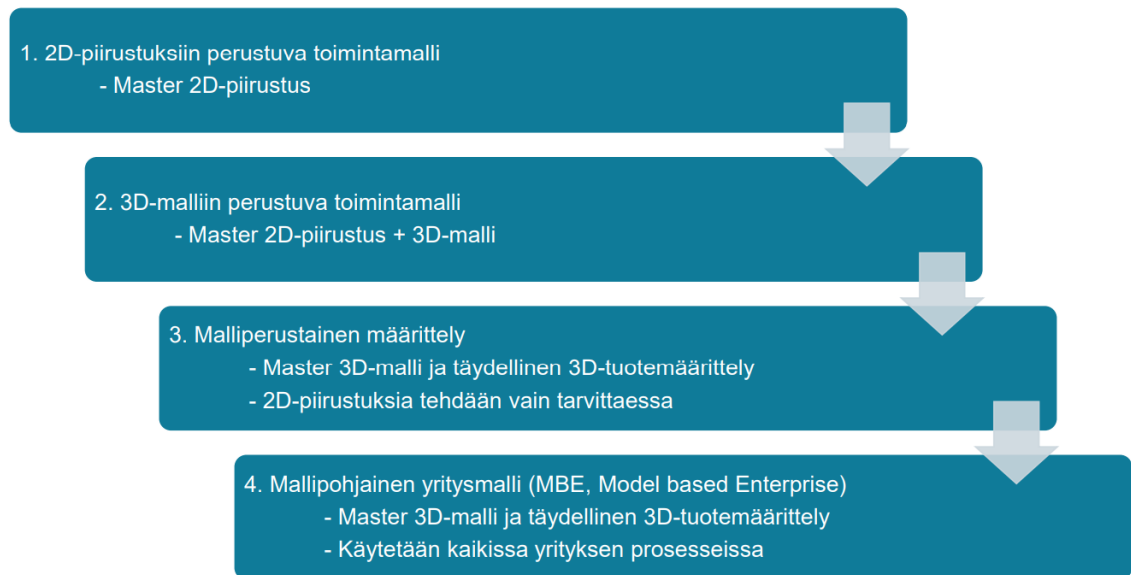 1. 2D-piirustuksiin perustuva toimintamalli
- Master 2D-piirustus
2. 3D-malliin perustuva toimintamalli
- Master 2D-piirustus + 3D-malli
3. Malliperustainen määrittely
- Master 3D-malli ja täydellinen 3D-tuotemäärittely
- 2D-piirustuksia tehdään vain tarvittaessa
4. Mallipohjainen yritysmalli (MBE, Model based Enterprise)
- Master 3D-malli ja täydellinen 3D-tuotemäärittely
- Käytetään kaikissa yrityksen prosesseissa